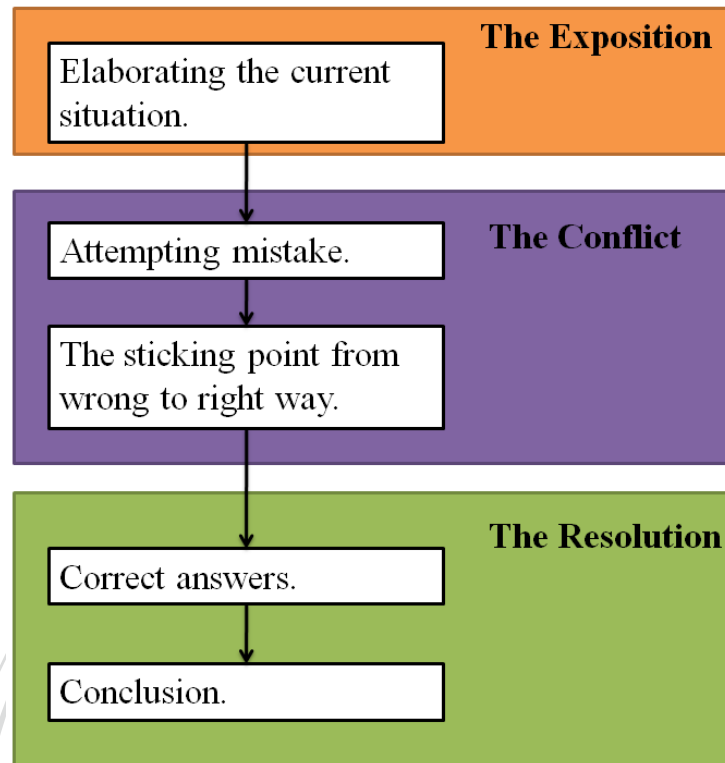 The Exposition
Elaborating the current
situation.
The Conflict
Attempting mistake.
The sticking point from
wrong to right way.
The Resolution
Correct answers.
Conclusion.